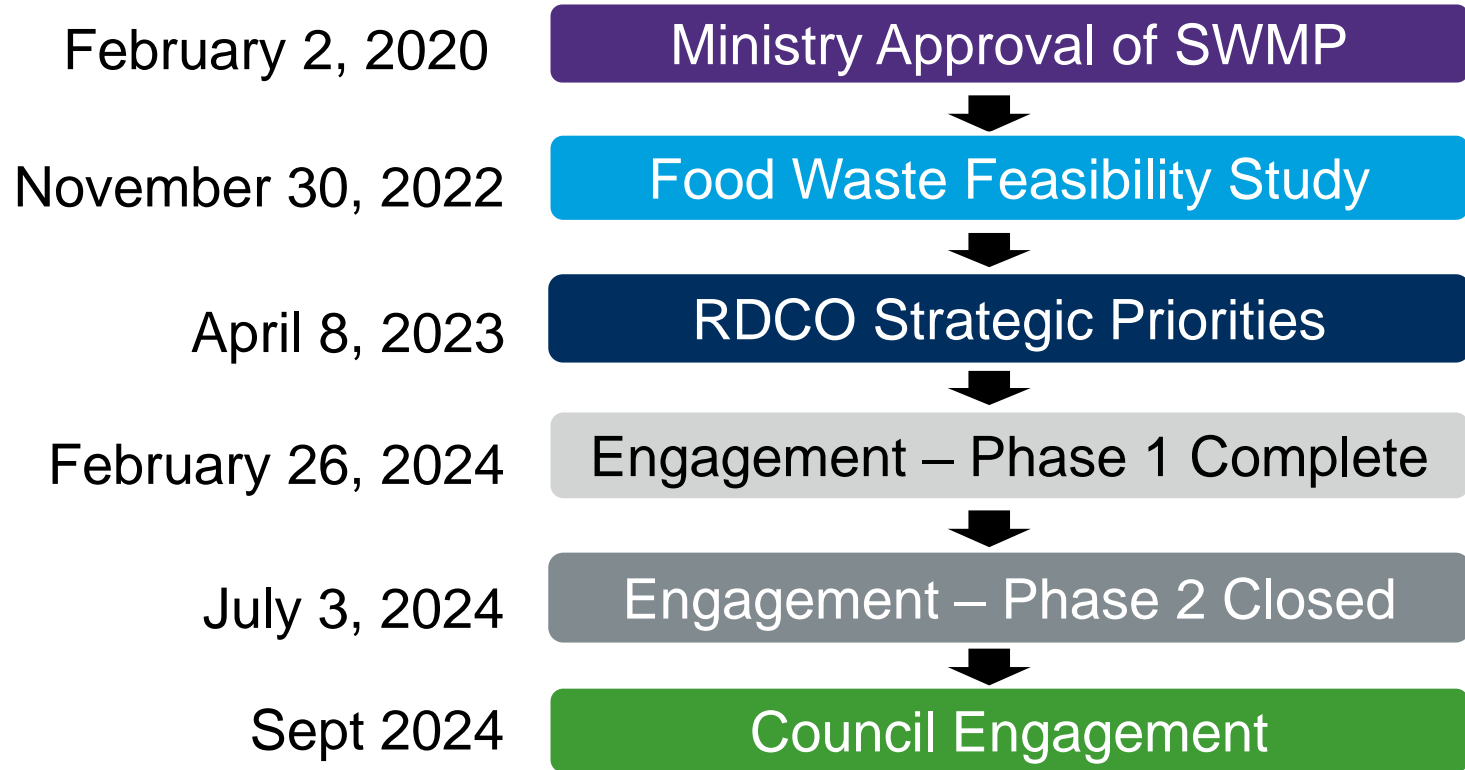 February 2, 2020
Ministry Approval of SWMP
November 30, 2022
Food Waste Feasibility Study
April 8, 2023
RDCO Strategic Priorities
February 26, 2024
Engagement – Phase 1 Complete
July 3, 2024
Engagement – Phase 2 Closed
Sept 2024
Council Engagement